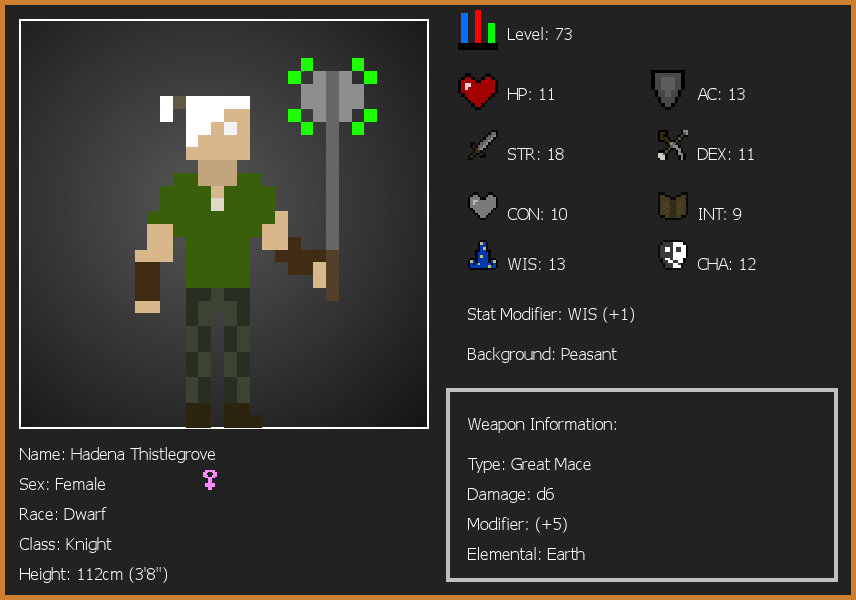 Level: 73
HP: 11
AC: 13
STR: 18
DEX: 11
CON: 10
INT: 9
WIS: 13
CHA: 12
Stat Modifier: WIS (+1)
Background: Peasant
Name: Hadena Thistlegrove
Sex: Female
Race: Dwarf
Class: Knight
Height: 112cm (3'8")
Weapon Information:
Type: Great Mace
Damage: d6
Modifier: (+5)
Elemental: Earth